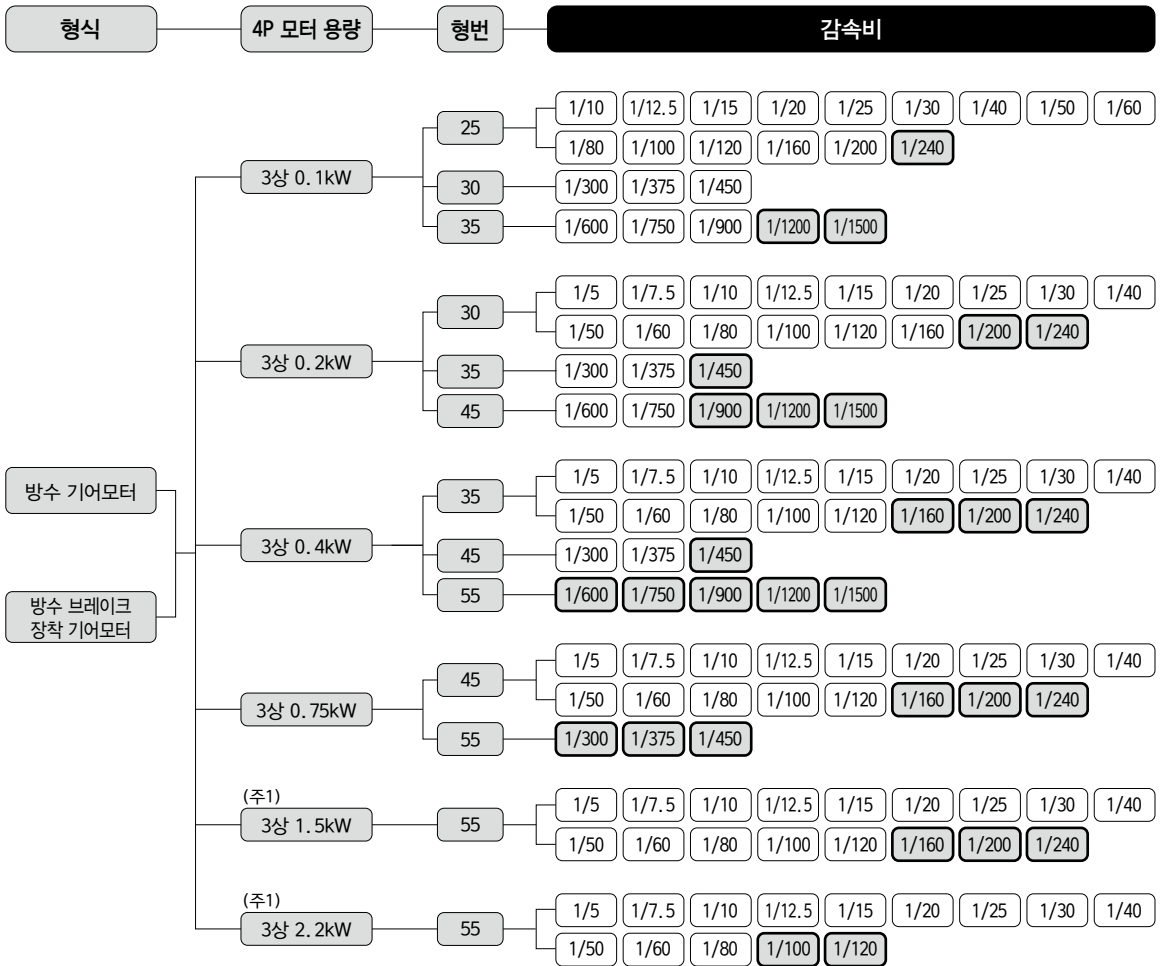 형식 4P 모터 용량 형번 감속비
25 1/10 1/12.5 1/15 1/20 1/25 1/30 1/40 1/50 1/60
1/80 1/100 1/120 1/160 1/200 1/240
3상 0.1kW
30 1/300 1/375 1/450
35 1/600 1/750 1/900 1/1200 1/1500
30 1/5 1/7.5 1/10 1/12.5 1/15 1/20 1/25 1/30 1/40
1/50 1/60 1/80 1/100 1/120 1/160 1/200 1/240
3상 0.2kW
35 1/300 1/375 1/450
45 1/600 1/750 1/900 1/1200 1/1500
방수 기어모터
방수 브레이크
장착 기어모터
35 1/5 1/7.5 1/10 1/12.5 1/15 1/20 1/25 1/30 1/40
1/50 1/60 1/80 1/100 1/120 1/160 1/200 1/240
3상 0.4kW
45 1/300 1/375 1/450
55 1/600 1/750 1/900 1/1200 1/1500
45 1/5 1/7.5 1/10 1/12.5 1/15 1/20 1/25 1/30 1/40
1/50 1/60 1/80 1/100 1/120 1/160 1/200 1/240
3상 0.75kW
55 1/300 1/375 1/450
(주1)
3상 1.5kW 55 1/5 1/7.5 1/10 1/12.5 1/15 1/20 1/25 1/30 1/40
1/50 1/60 1/80 1/100 1/120 1/160 1/200 1/240
(주1)
3상 2.2kW 55 1/5 1/7.5 1/10 1/12.5 1/15 1/20 1/25 1/30 1/40
1/50 1/60 1/80 1/100 1/120